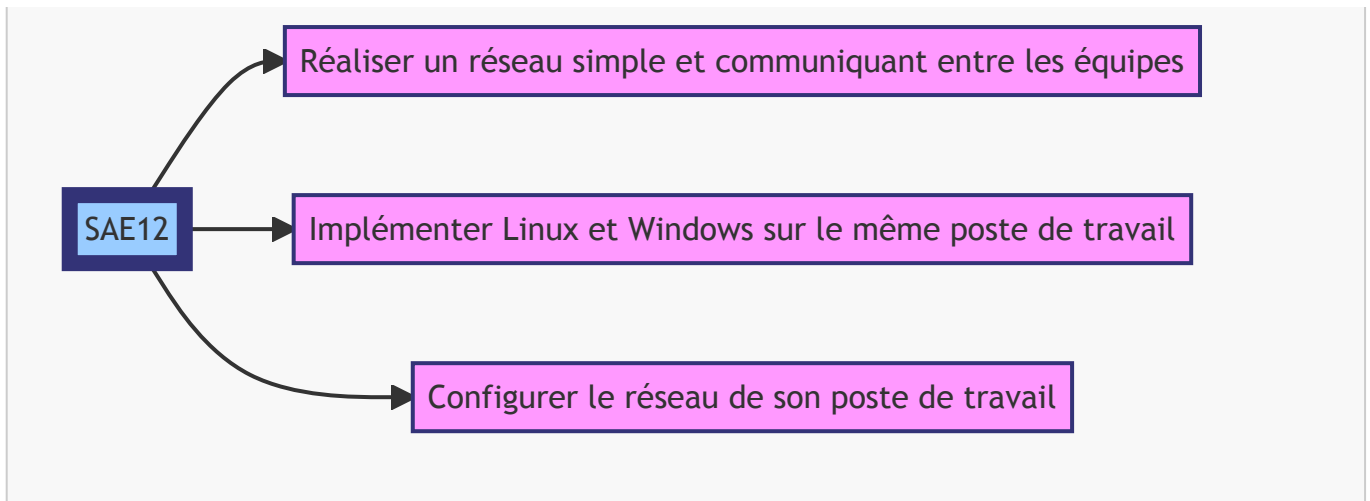 Réaliser un réseau simple et communiquant entre les équipes
SAE12
Implémenter Linux et Windows sur le même poste de travail
Configurer le réseau de son poste de travail